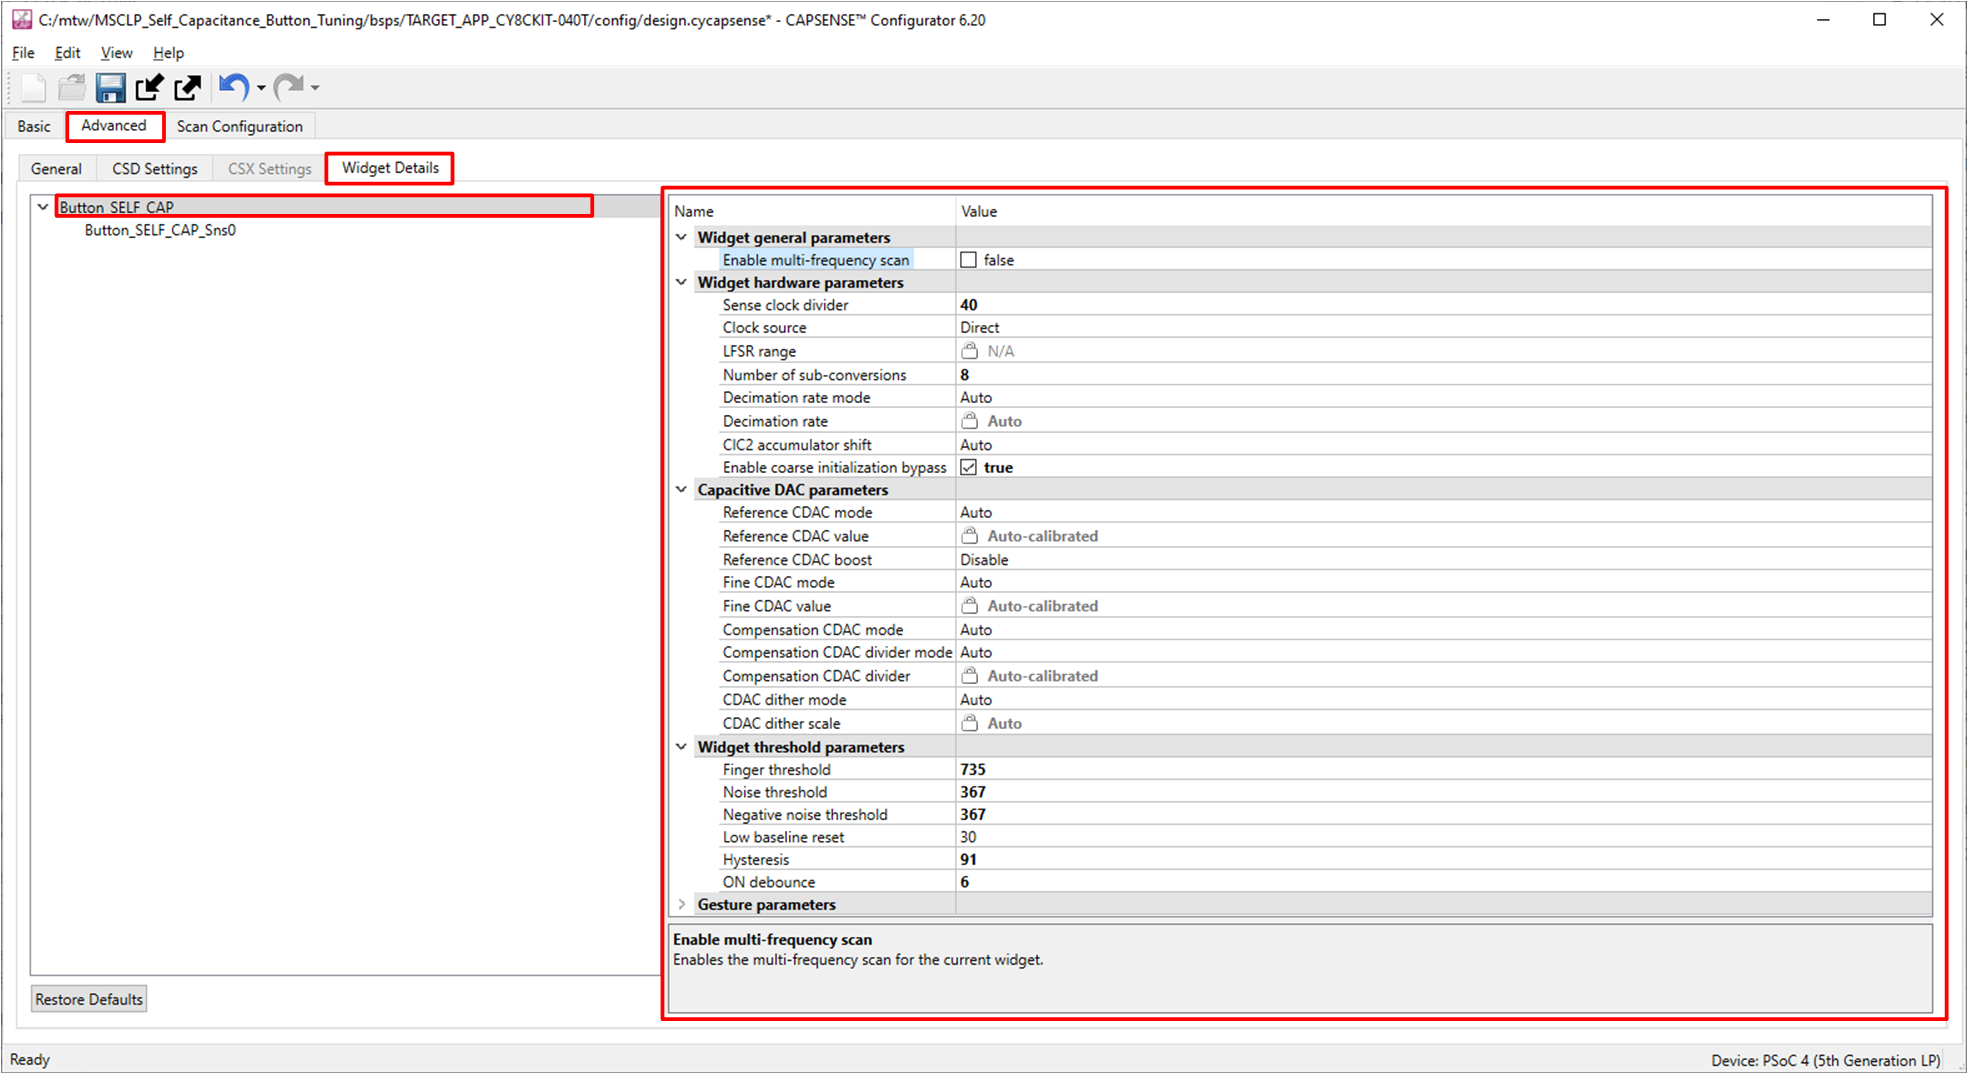 C:/mtw/MSCLP_Self_Capacitance_Button_Tuning/bsps/TARGET_APP_CY8CKIT-040T/config/design.cycapsense* - CAPSENSE™ Configurator 6.20
File Edit View Help
Basic Advanced Scan Configuration
General CSD Settings CSX Settings Widget Details
Button_SELF_CAP
Button_SELF_CAP_Sns0
Restore Defaults
Name Value
Widget general parameters
Enable multi-frequency scan false
Widget hardware parameters
Sense clock divider 40
Clock source Direct
LFSR range N/A
Number of sub-conversions 8
Decimation rate mode Auto
Decimation rate Auto
CIC2 accumulator shift Auto
Enable coarse initialization bypass true
Capacitive DAC parameters
Reference CDAC mode Auto
Reference CDAC value Auto-calibrated
Reference CDAC boost Disable
Fine CDAC mode Auto
Fine CDAC value Auto-calibrated
Compensation CDAC mode Auto
Compensation CDAC divider mode Auto
Compensation CDAC divider Auto-calibrated
CDAC dither mode Auto
CDAC dither scale Auto
Widget threshold parameters
Finger threshold 735
Noise threshold 367
Negative noise threshold 367
Low baseline reset 30
Hysteresis 91
ON debounce 6
Gesture parameters
Enable multi-frequency scan
Enables the multi-frequency scan for the current widget.
Ready Device: PSoC 4 (5th Generation LP)